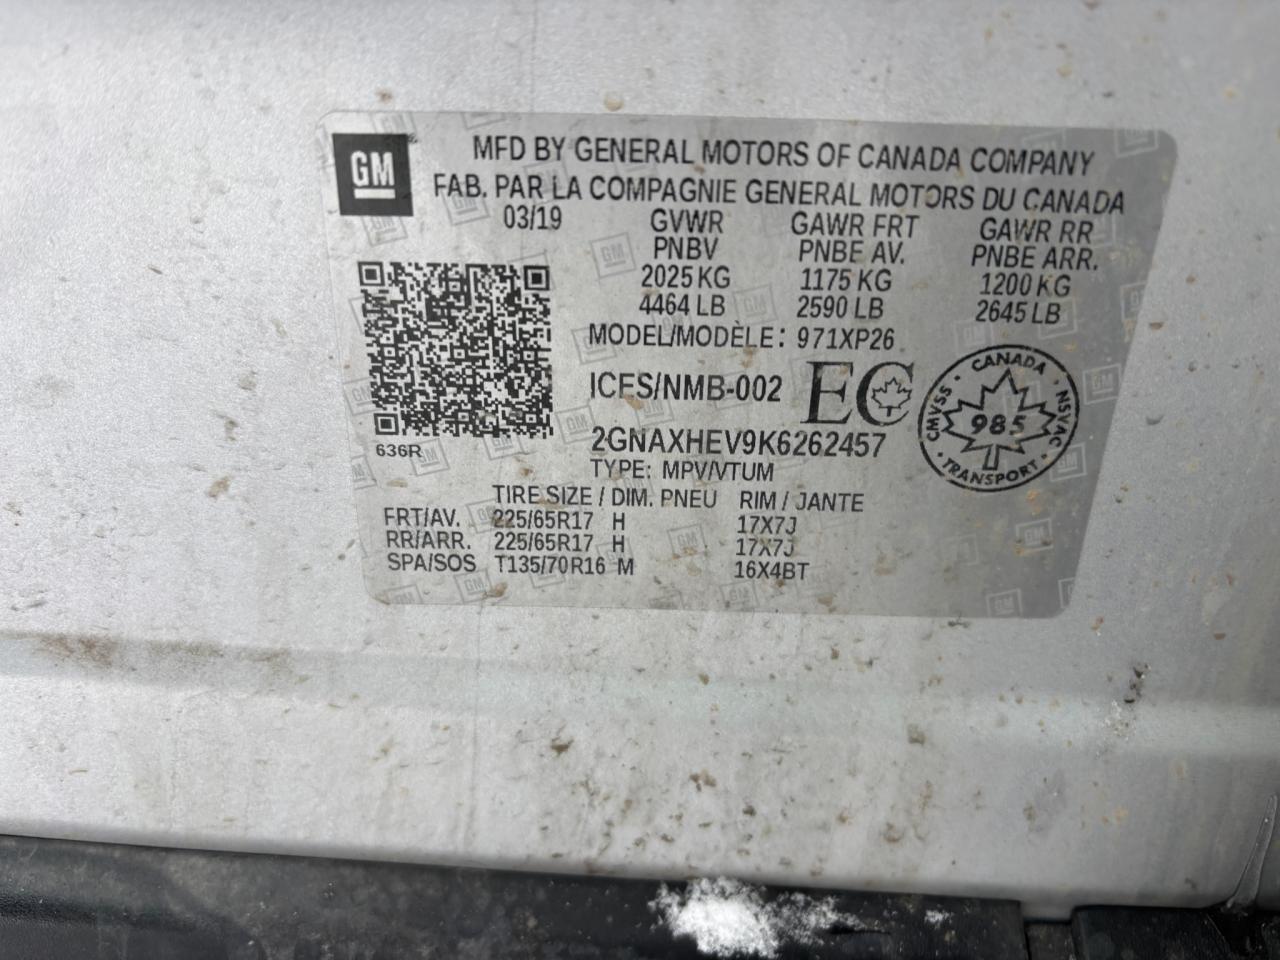 GM
MFD BY GENERAL MOTORS OF CANADA COMPANY
FAB. PAR LA COMPAGNIE GENERAL MOTORS DU CANADA
03/19 GVWR GAWR FRT GAWR RR
PNBV PNBE AV. PNBE ARR.
2025 KG 1175 KG 1200 KG
4464 LB 2590 LB 2645 LB
MODEL/MODÈLE: 971XP26
ICES/NMB-002 EC
CANADA
CMVSS 985 NSVAC
TRANSPORT
2GNAXHEV9K6262457
636R
TYPE: MPV/VTUM
TIRE SIZE / DIM. PNEU RIM / JANTE
FRT/AV. 225/65R17 H 17X7J
RR/ARR. 225/65R17 H 17X7J
SPA/SOS T135/70R16 M 16X4BT